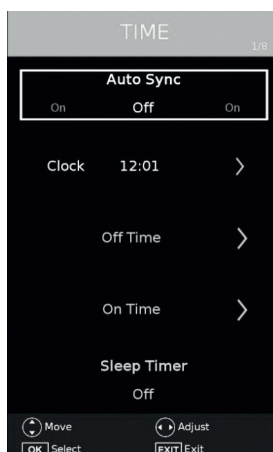 TIME
1/8
Auto Sync
On Off On
Clock 12:01
Off Time
On Time
Sleep Timer
Off
Move Adjust
OK Select EXIT Exit